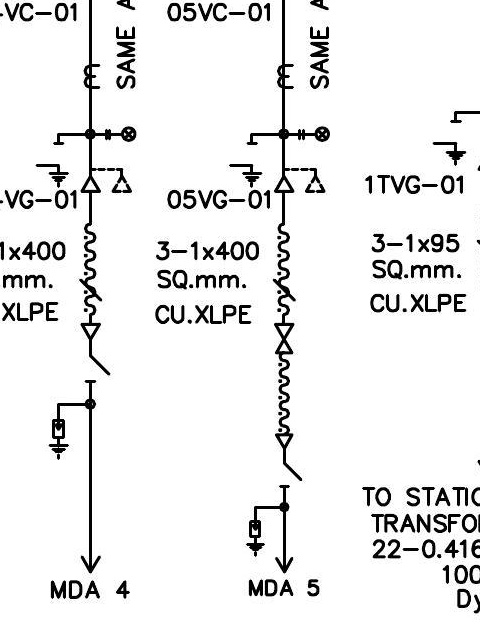 VC-01
05VC-01
SAME A
SAME A
VG-01
05VG-01
1TVG-01
1x400
mm.
XLPE
3-1x400
SQ.mm.
CU.XLPE
3-1x95
SQ.mm.
CU.XLPE
MDA 4
MDA 5
TO STATIC
TRANSFO
22-0.416
100
Dy